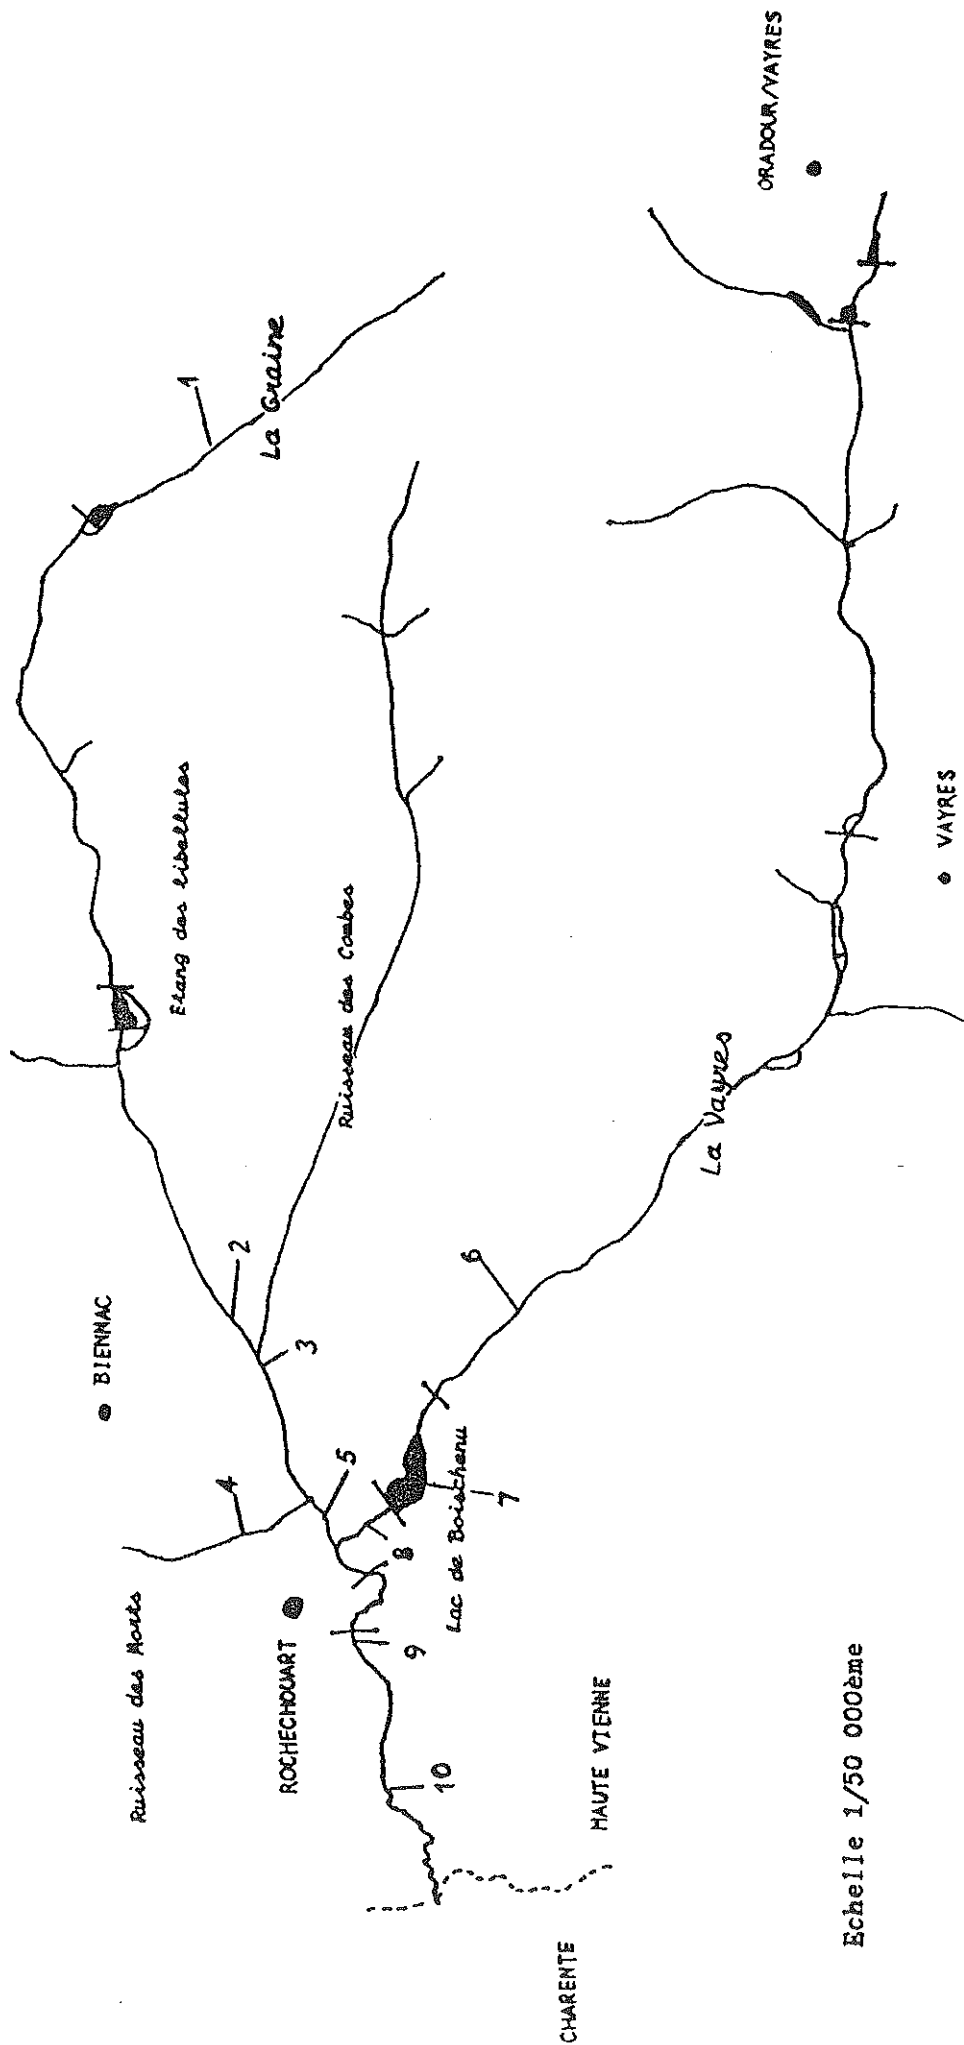 ORADOUR/VAYRES
1
La Graine
Etang des libellules
Ruisseau des Combes
VAYRES
La Vayres
2
BIENNAC
3
6
4
5
Lac de Boischenu
7
8
Ruisseau des Morts
ROCHECHOUART
9
10
HAUTE VIENNE
CHARENTE
Echelle 1/50 000ème